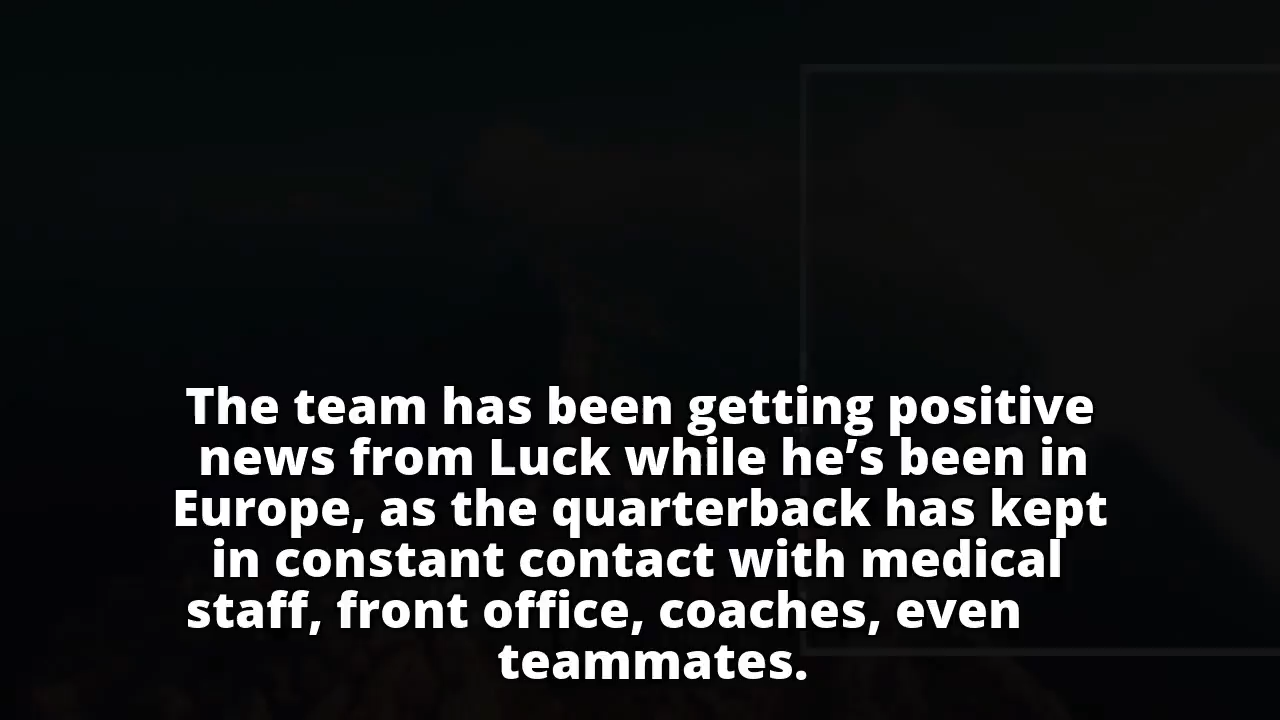 The team has been getting positive
news from Luck while he’s been in
Europe, as the quarterback has kept
in constant contact with medical
staff, front office, coaches, even
teammates.